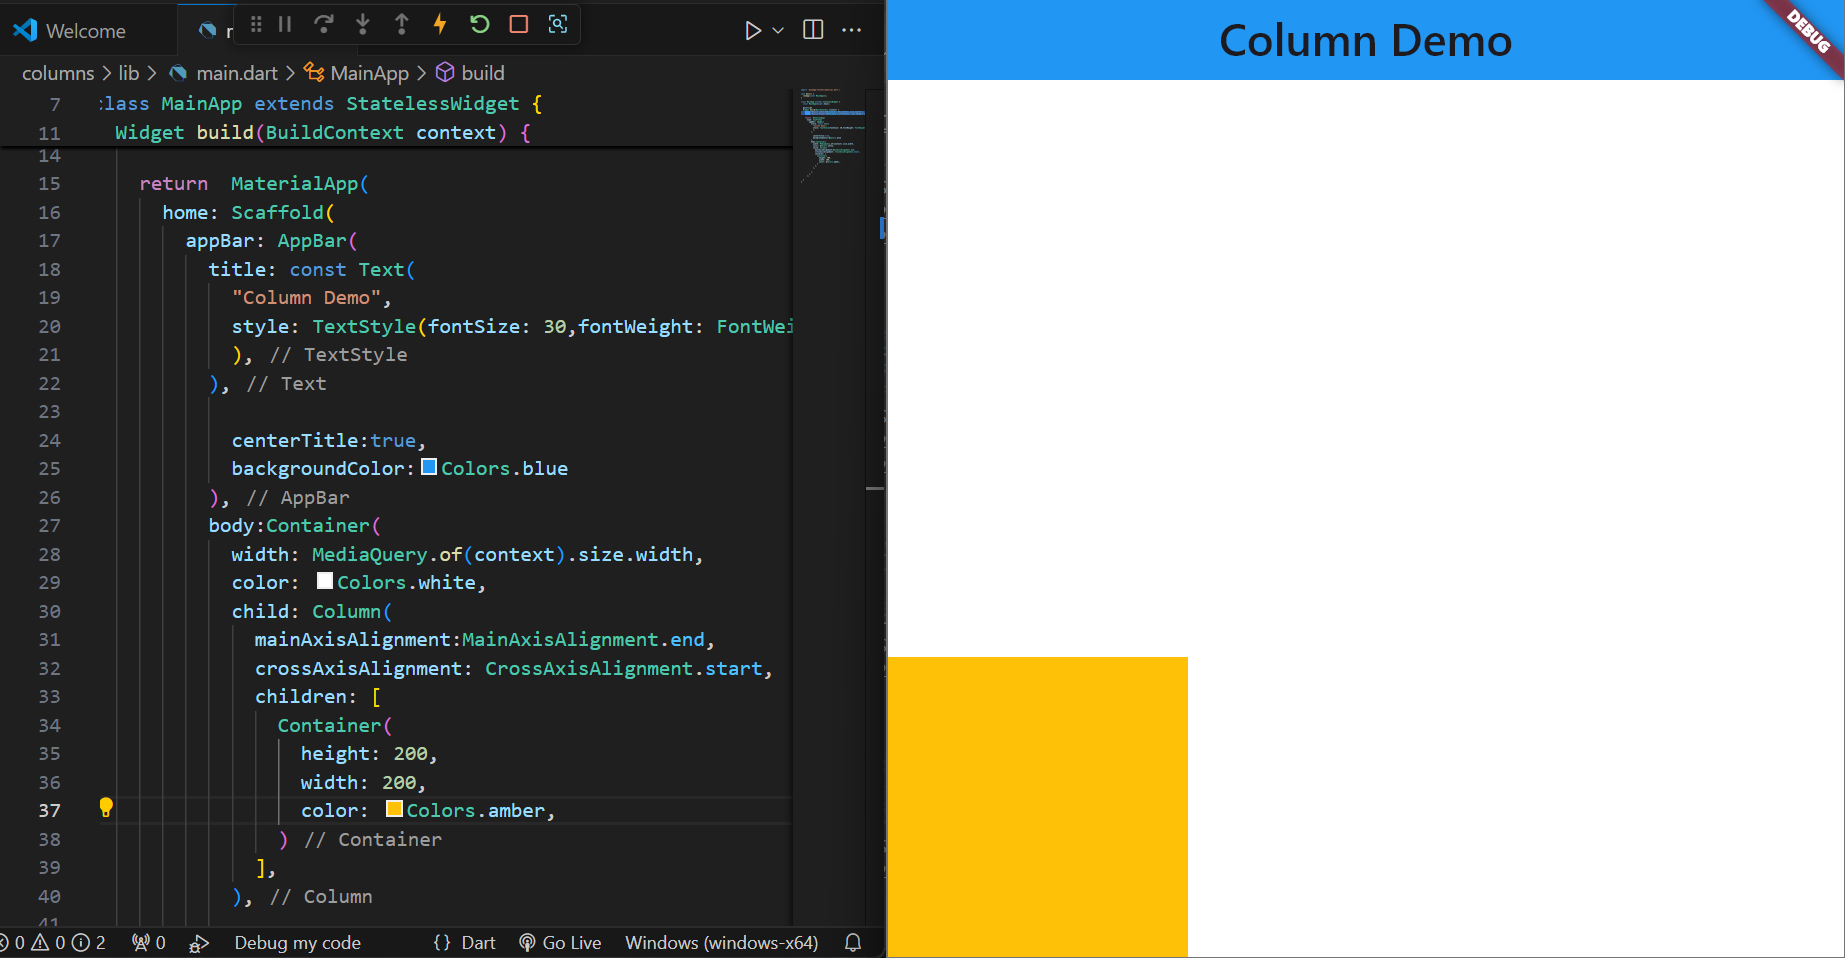 Welcome
columns > lib > main.dart > MainApp > build
7 class MainApp extends StatelessWidget {
11 Widget build(BuildContext context) {
14
15 return  MaterialApp(
16 home: Scaffold(
17 appBar: AppBar(
18 title: const Text(
19 "Column Demo",
20 style: TextStyle(fontSize: 30,fontWeight: FontWei
21 ), // TextStyle
22 ), // Text
23
24 centerTitle:true,
25 backgroundColor: Colors.blue
26 ), // AppBar
27 body:Container(
28 width: MediaQuery.of(context).size.width,
29 color: Colors.white,
30 child: Column(
31 mainAxisAlignment:MainAxisAlignment.end,
32 crossAxisAlignment: CrossAxisAlignment.start,
33 children: [
34 Container(
35 height: 200,
36 width: 200,
37 color: Colors.amber,
38 ) // Container
39 ],
40 ), // Column
41
0 0 2 0 Debug my code {} Dart Go Live Windows (windows-x64)
Column Demo
DEBUG